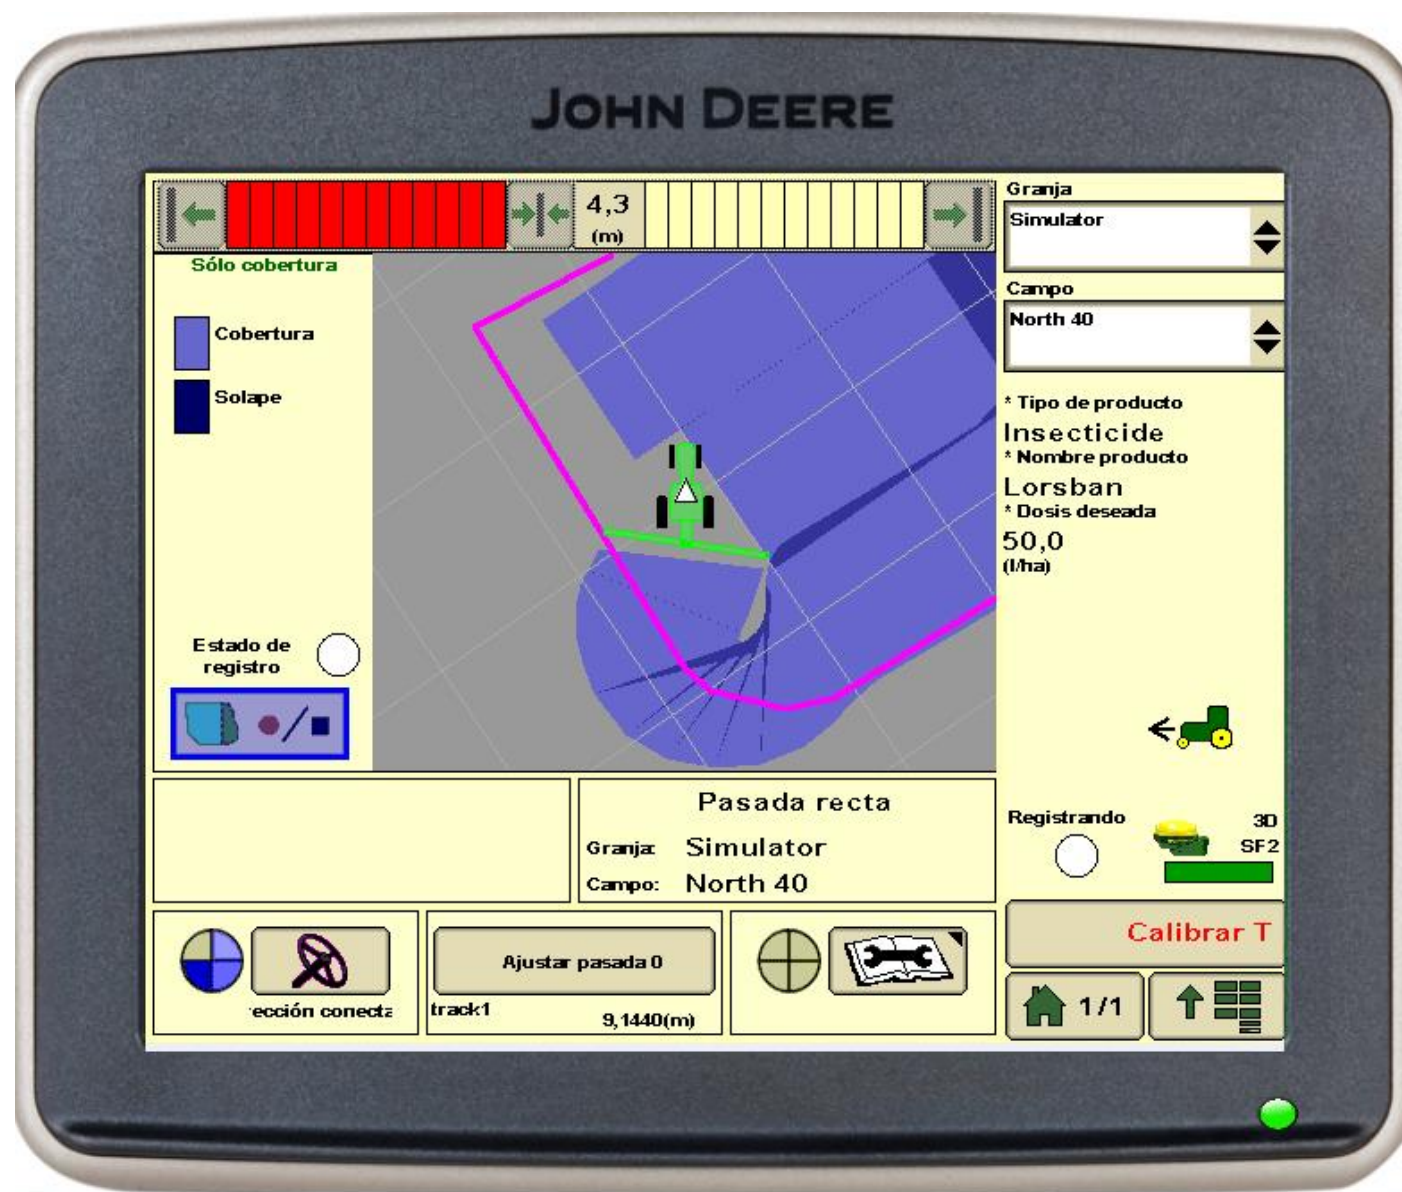 JOHN DEERE
4,3
(m)
Sólo cobertura
Cobertura
Solape
Estado de
registro
Granja
Simulator
Campo
North 40
* Tipo de producto
Insecticide
* Nombre producto
Lorsban
* Dosis deseada
50,0
(l/ha)
Registrando
3D
SF2
Pasada recta
Granja: Simulator
Campo: North 40
Ajustar pasada 0
track1
9,1440(m)
ección conecta
Calibrar T
1/1